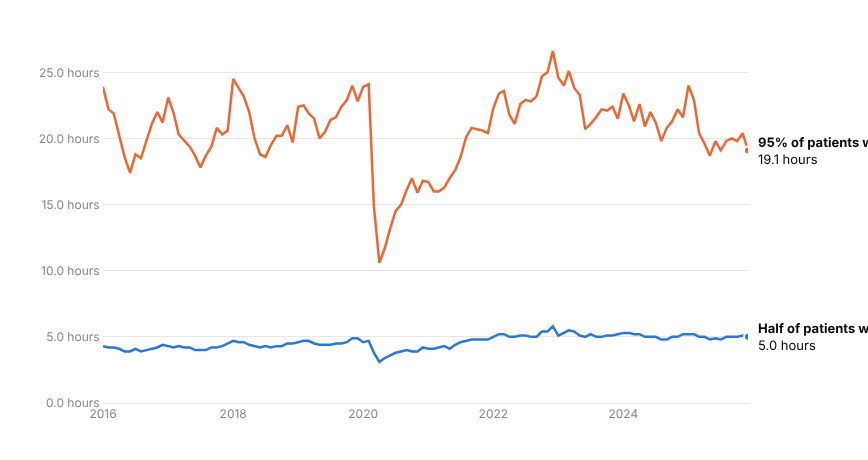 25.0 hours
20.0 hours
15.0 hours
10.0 hours
5.0 hours
0.0 hours
2016
2018
2020
2022
2024
95% of patients w
19.1 hours
Half of patients w
5.0 hours